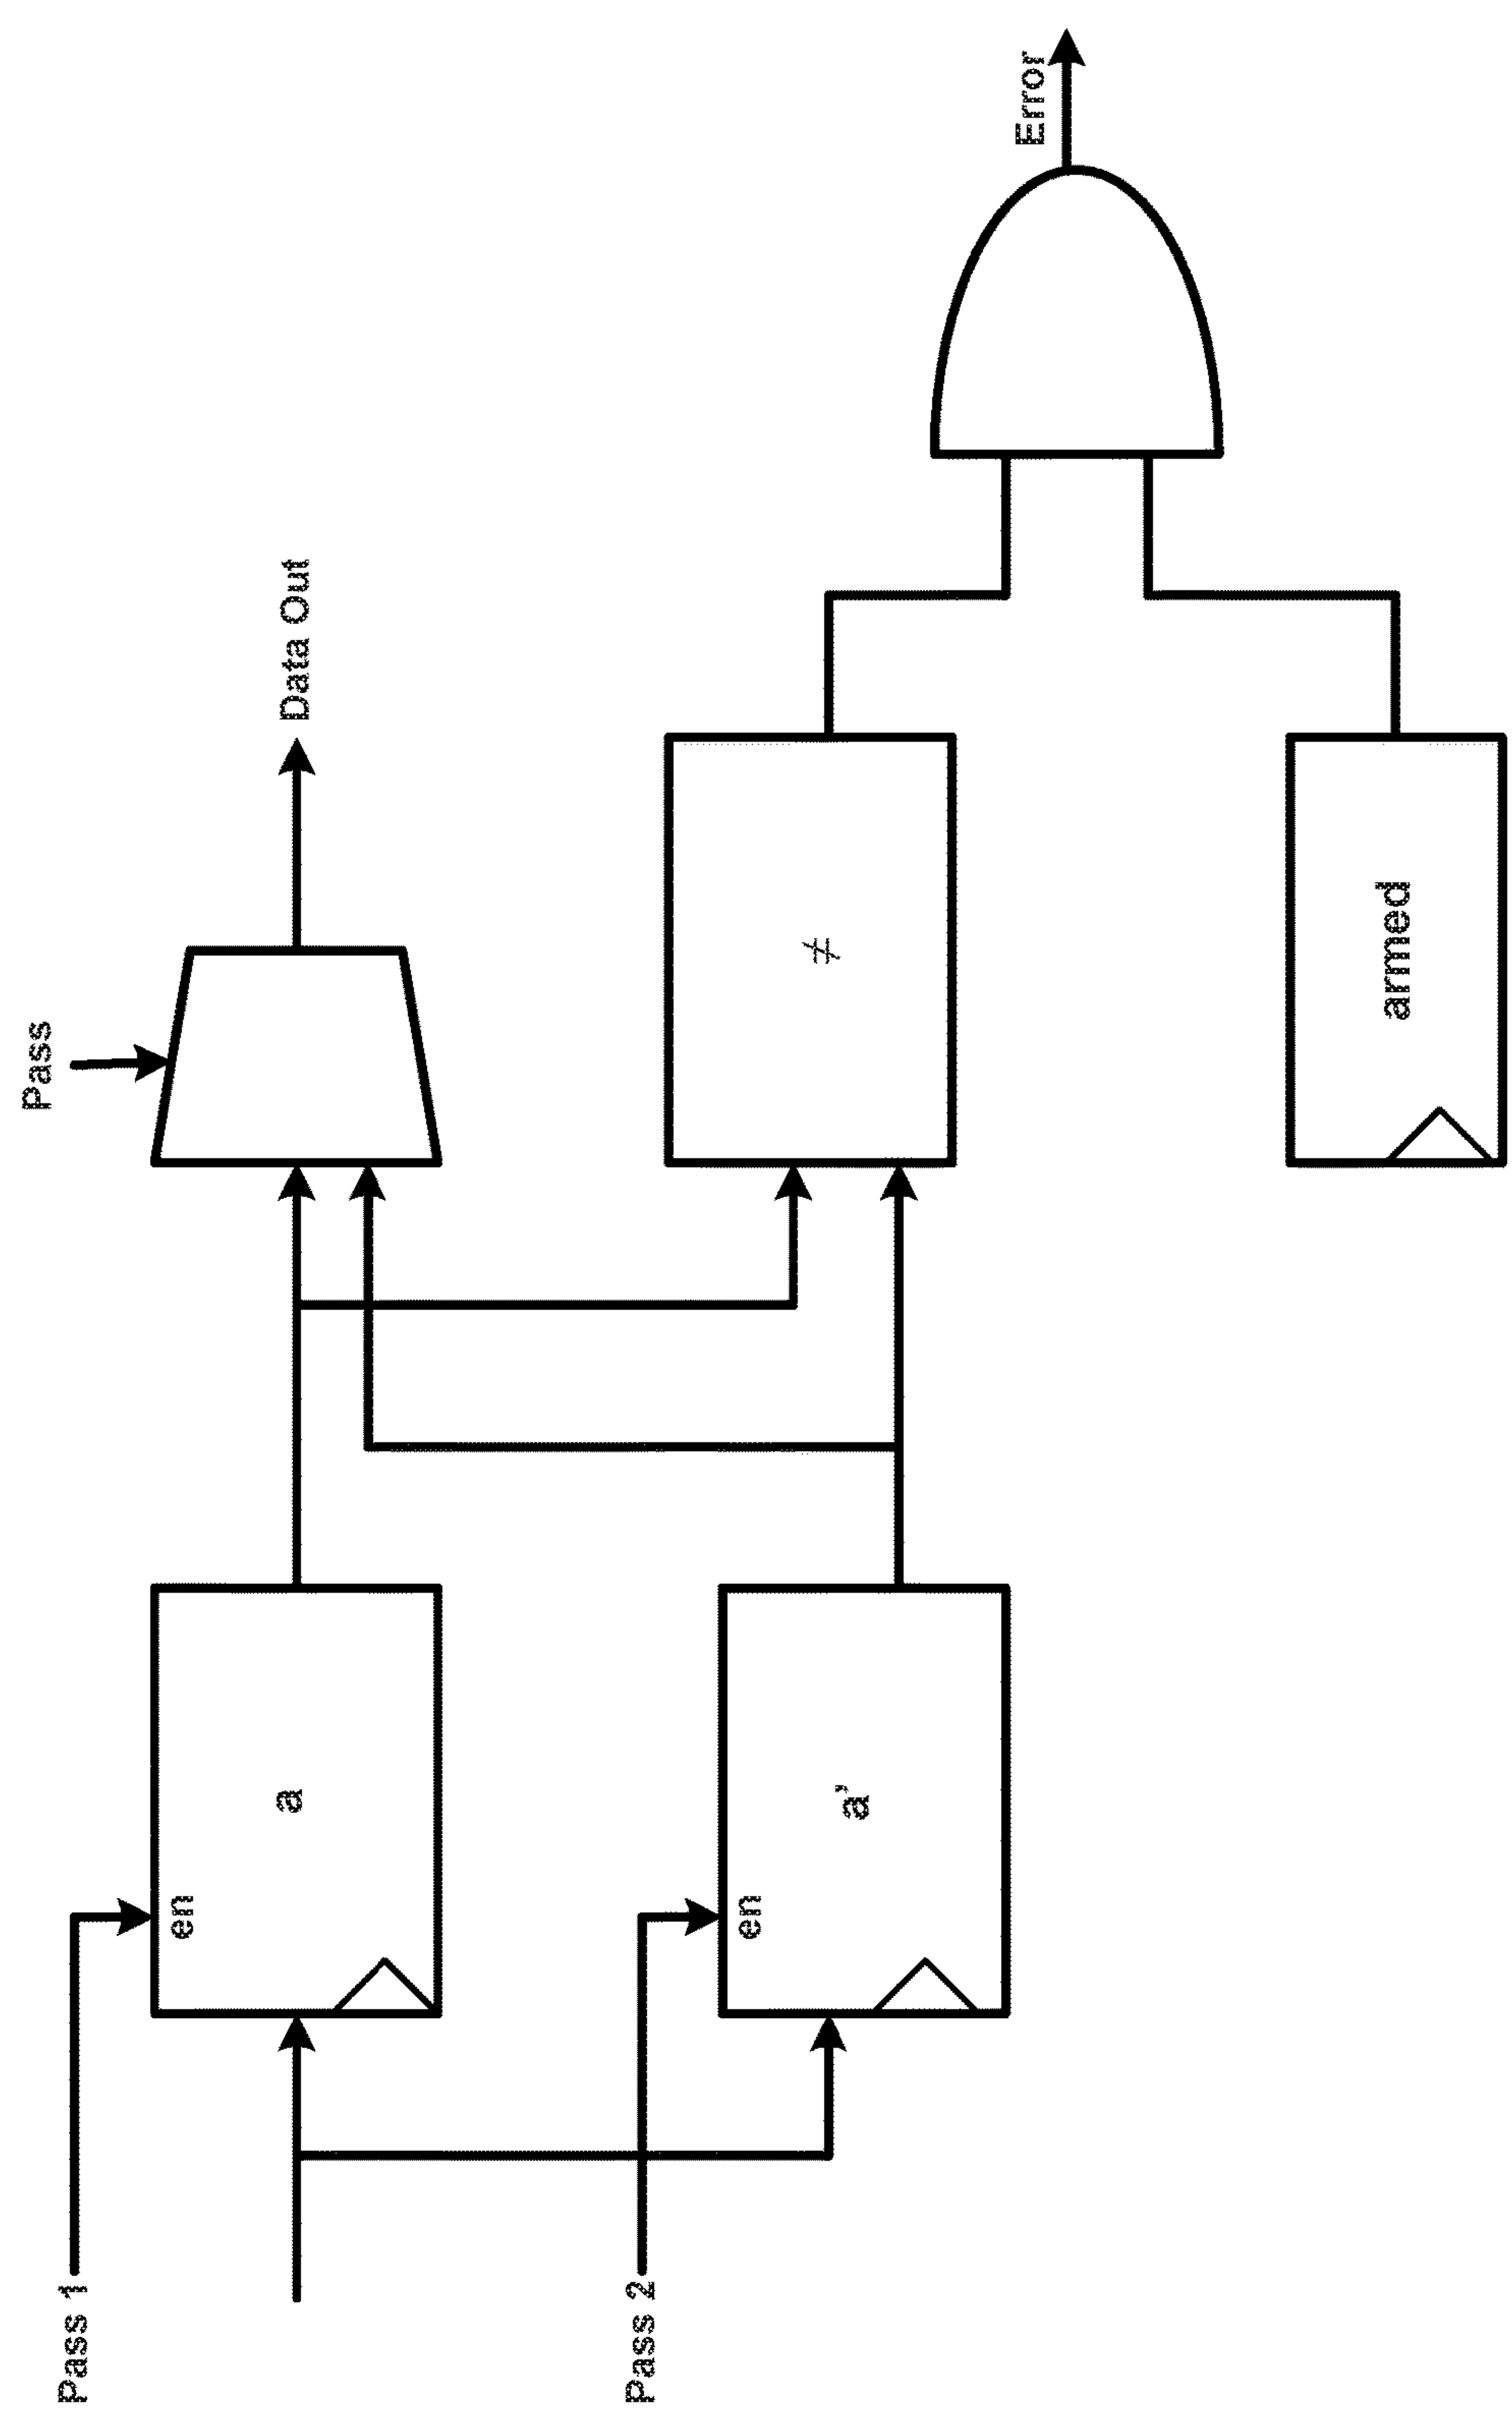 Pass 1
en
a
Pass
Data Out
Pass 2
en
a'
≠
armed
Error